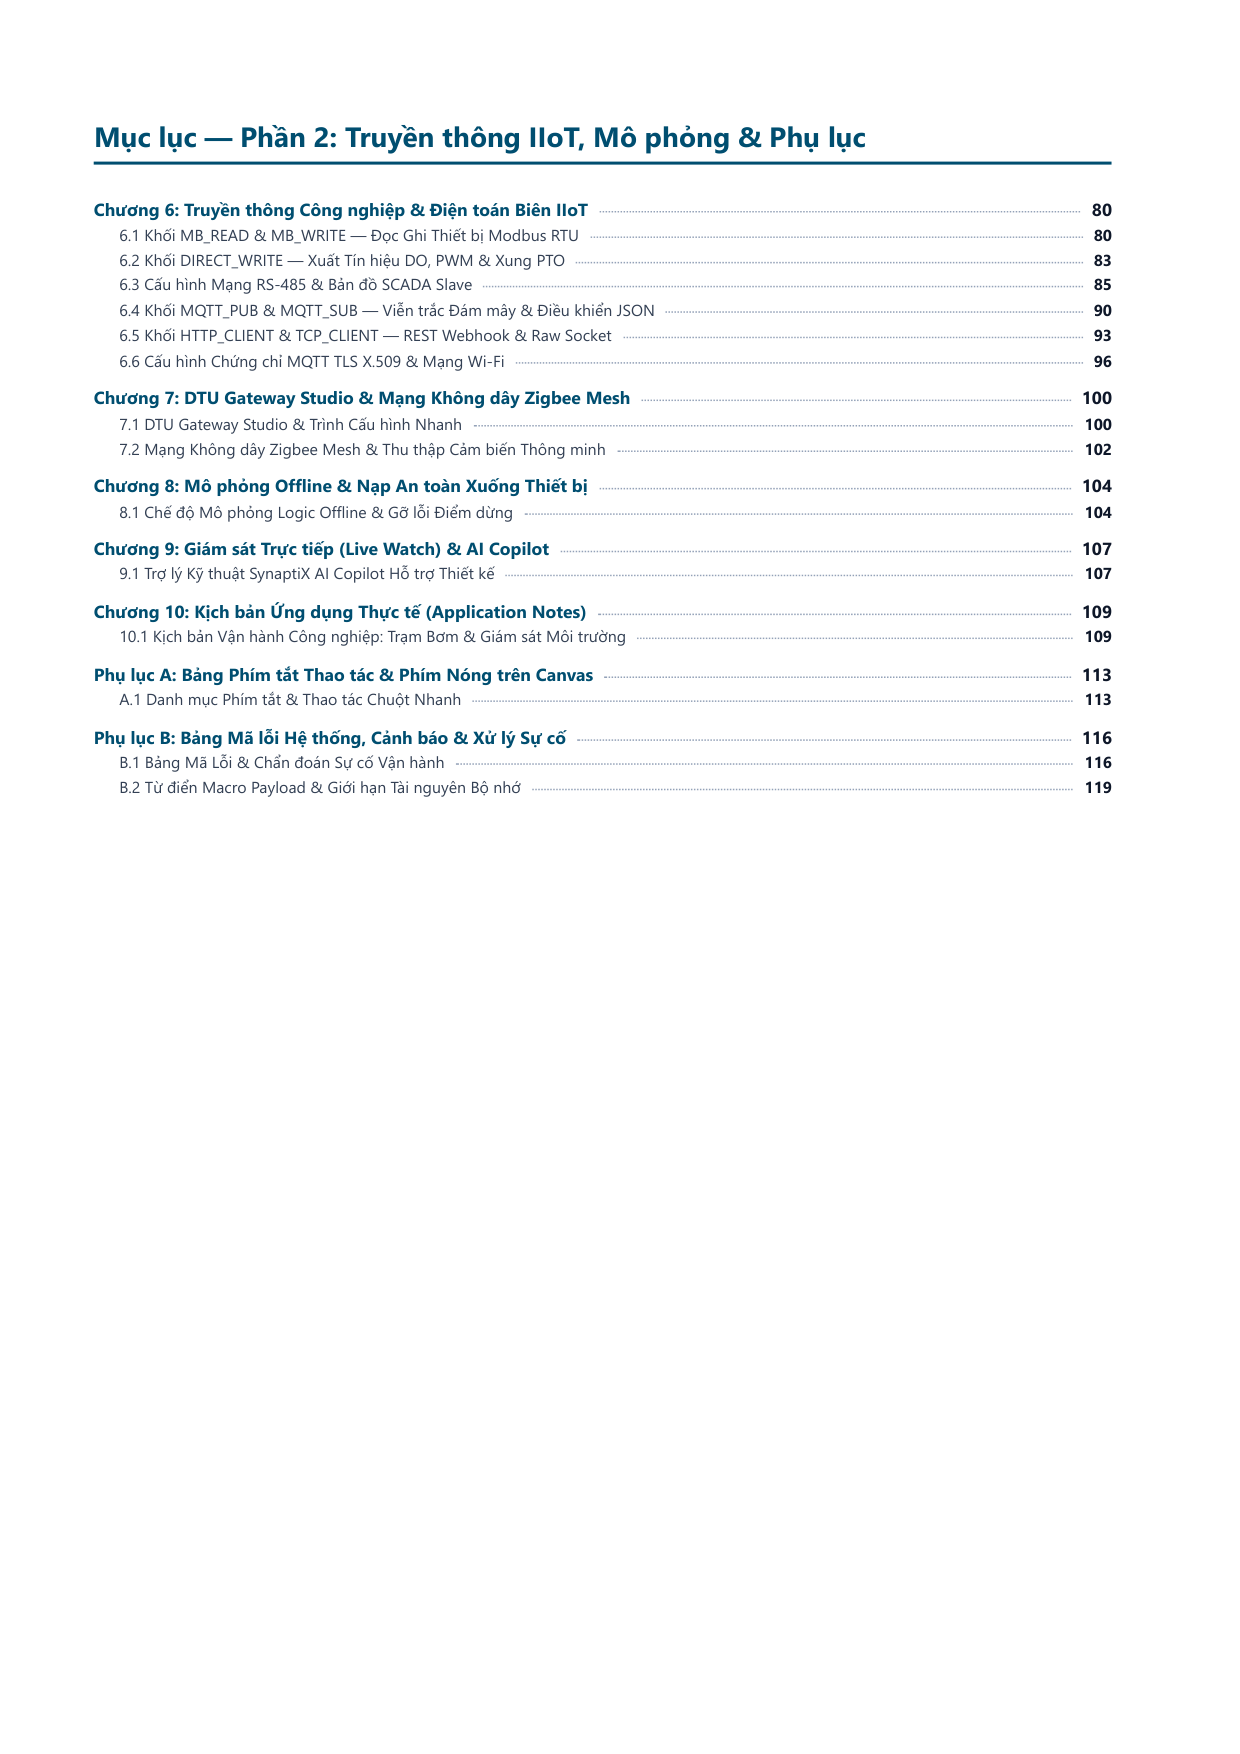 Mục lục — Phần 2: Truyền thông IIoT, Mô phỏng & Phụ lục
Chương 6: Truyền thông Công nghiệp & Điện toán Biên IIoT 80
6.1 Khối MB_READ & MB_WRITE — Đọc Ghi Thiết bị Modbus RTU 80
6.2 Khối DIRECT_WRITE — Xuất Tín hiệu DO, PWM & Xung PTO 83
6.3 Cấu hình Mạng RS-485 & Bản đồ SCADA Slave 85
6.4 Khối MQTT_PUB & MQTT_SUB — Viễn trắc Đám mây & Điều khiển JSON 90
6.5 Khối HTTP_CLIENT & TCP_CLIENT — REST Webhook & Raw Socket 93
6.6 Cấu hình Chứng chỉ MQTT TLS X.509 & Mạng Wi-Fi 96
Chương 7: DTU Gateway Studio & Mạng Không dây Zigbee Mesh 100
7.1 DTU Gateway Studio & Trình Cấu hình Nhanh 100
7.2 Mạng Không dây Zigbee Mesh & Thu thập Cảm biến Thông minh 102
Chương 8: Mô phỏng Offline & Nạp An toàn Xuống Thiết bị 104
8.1 Chế độ Mô phỏng Logic Offline & Gỡ lỗi Điểm dừng 104
Chương 9: Giám sát Trực tiếp (Live Watch) & AI Copilot 107
9.1 Trợ lý Kỹ thuật SynaptiX AI Copilot Hỗ trợ Thiết kế 107
Chương 10: Kịch bản Ứng dụng Thực tế (Application Notes) 109
10.1 Kịch bản Vận hành Công nghiệp: Trạm Bơm & Giám sát Môi trường 109
Phụ lục A: Bảng Phím tắt Thao tác & Phím Nóng trên Canvas 113
A.1 Danh mục Phím tắt & Thao tác Chuột Nhanh 113
Phụ lục B: Bảng Mã lỗi Hệ thống, Cảnh báo & Xử lý Sự cố 116
B.1 Bảng Mã Lỗi & Chẩn đoán Sự cố Vận hành 116
B.2 Từ điển Macro Payload & Giới hạn Tài nguyên Bộ nhớ 119